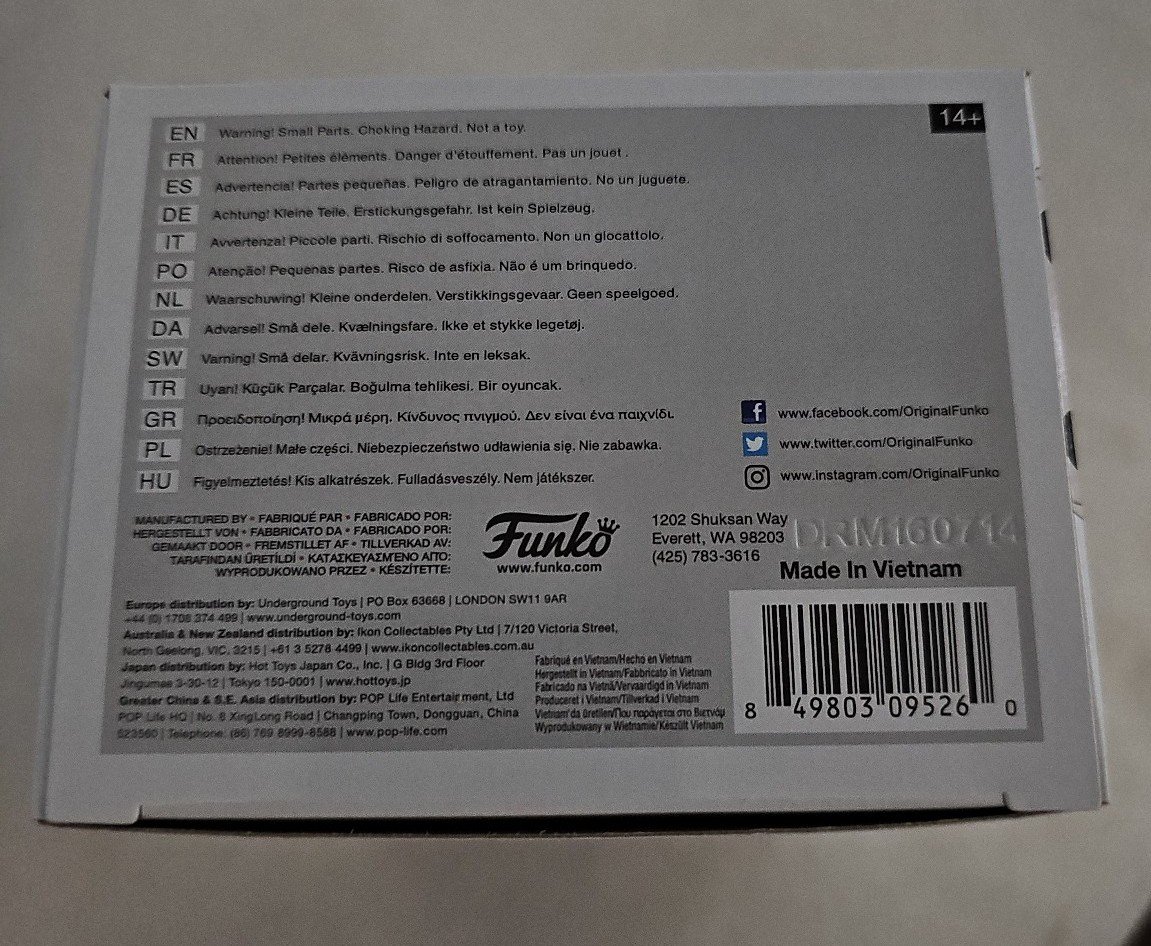 14+
EN Warning! Small Parts. Choking Hazard. Not a toy.
FR Attention! Petites éléments. Danger d'étouffement. Pas un jouet .
ES Advertencia! Partes pequeñas. Peligro de atragantamiento. No un juguete.
DE Achtung! Kleine Teile. Erstickungsgefahr. Ist kein Spielzeug.
IT Avvertenza! Piccole parti. Rischio di soffocamento. Non un giocattolo.
PO Atenção! Pequenas partes. Risco de asfixia. Não é um brinquedo.
NL Waarschuwing! Kleine onderdelen. Verstikkingsgevaar. Geen speelgoed.
DA Advarsel! Små dele. Kvælningsfare. Ikke et stykke legetøj.
SW Varning! Små delar. Kvävningsrisk. Inte en leksak.
TR Uyarı! Küçük Parçalar. Boğulma tehlikesi. Bir oyuncak.
GR Προειδοποίηση! Μικρά μέρη. Κίνδυνος πνιγμού. Δεν είναι ένα παιχνίδι
PL Ostrzeżenie! Małe części. Niebezpieczeństwo udławienia się. Nie zabawka.
HU Figyelmeztetés! Kis alkatrészek. Fulladásveszély. Nem játékszer.
www.facebook.com/OriginalFunko
www.twitter.com/OriginalFunko
www.instagram.com/OriginalFunko
MANUFACTURED BY • FABRIQUÉ PAR • FABRICADO POR:
HERGESTELLT VON • FABBRICATO DA • FABRICADO POR:
GEMAAKT DOOR • FREMSTILLET AF • TILLVERKAD AV:
TARAFINDAN ÜRETİLDİ • ΚΑΤΑΣΚΕΥΑΣΜΈΝΟ ΑΠΌ:
WYPRODUKOWANO PRZEZ • KÉSZÍTETTE:
Funko
www.funko.com
1202 Shuksan Way
Everett, WA 98203
(425) 783-3616
DRM160714
Made In Vietnam
Europe distribution by: Underground Toys | PO Box 63668 | LONDON SW11 9AR
+44 (0) 1708 374 499 | www.underground-toys.com
Australia & New Zealand distribution by: Ikon Collectables Pty Ltd | 7/120 Victoria Street,
North Geelong, VIC. 3215 | +61 3 5278 4499 | www.ikoncollectables.com.au
Japan distribution by: Hot Toys Japan Co., Inc. | G Bldg 3rd Floor
Jingumae 3-30-12 | Tokyo 150-0001 | www.hottoys.jp
Greater China & S.E. Asia distribution by: POP Life Entertainment, Ltd
POP Life HQ | No. 8 XingLong Road | Changping Town, Dongguan, China
523560 | Telephone: (86) 769 8999-6588 | www.pop-life.com
Fabriqué en Vietnam/Hecho en Vietnam
Hergestellt in Vietnam/Fabbricato in Vietnam
Fabricado na Vietnã/Vervaardigd in Vietnam
Produceret i Vietnam/Tillverkad i Vietnam
Vietnam'da üretilen/Που παράγεται στο Βιετνάμ
Wyprodukowany w Wietnamie/Készült Vietnam
8 49803 09526 0